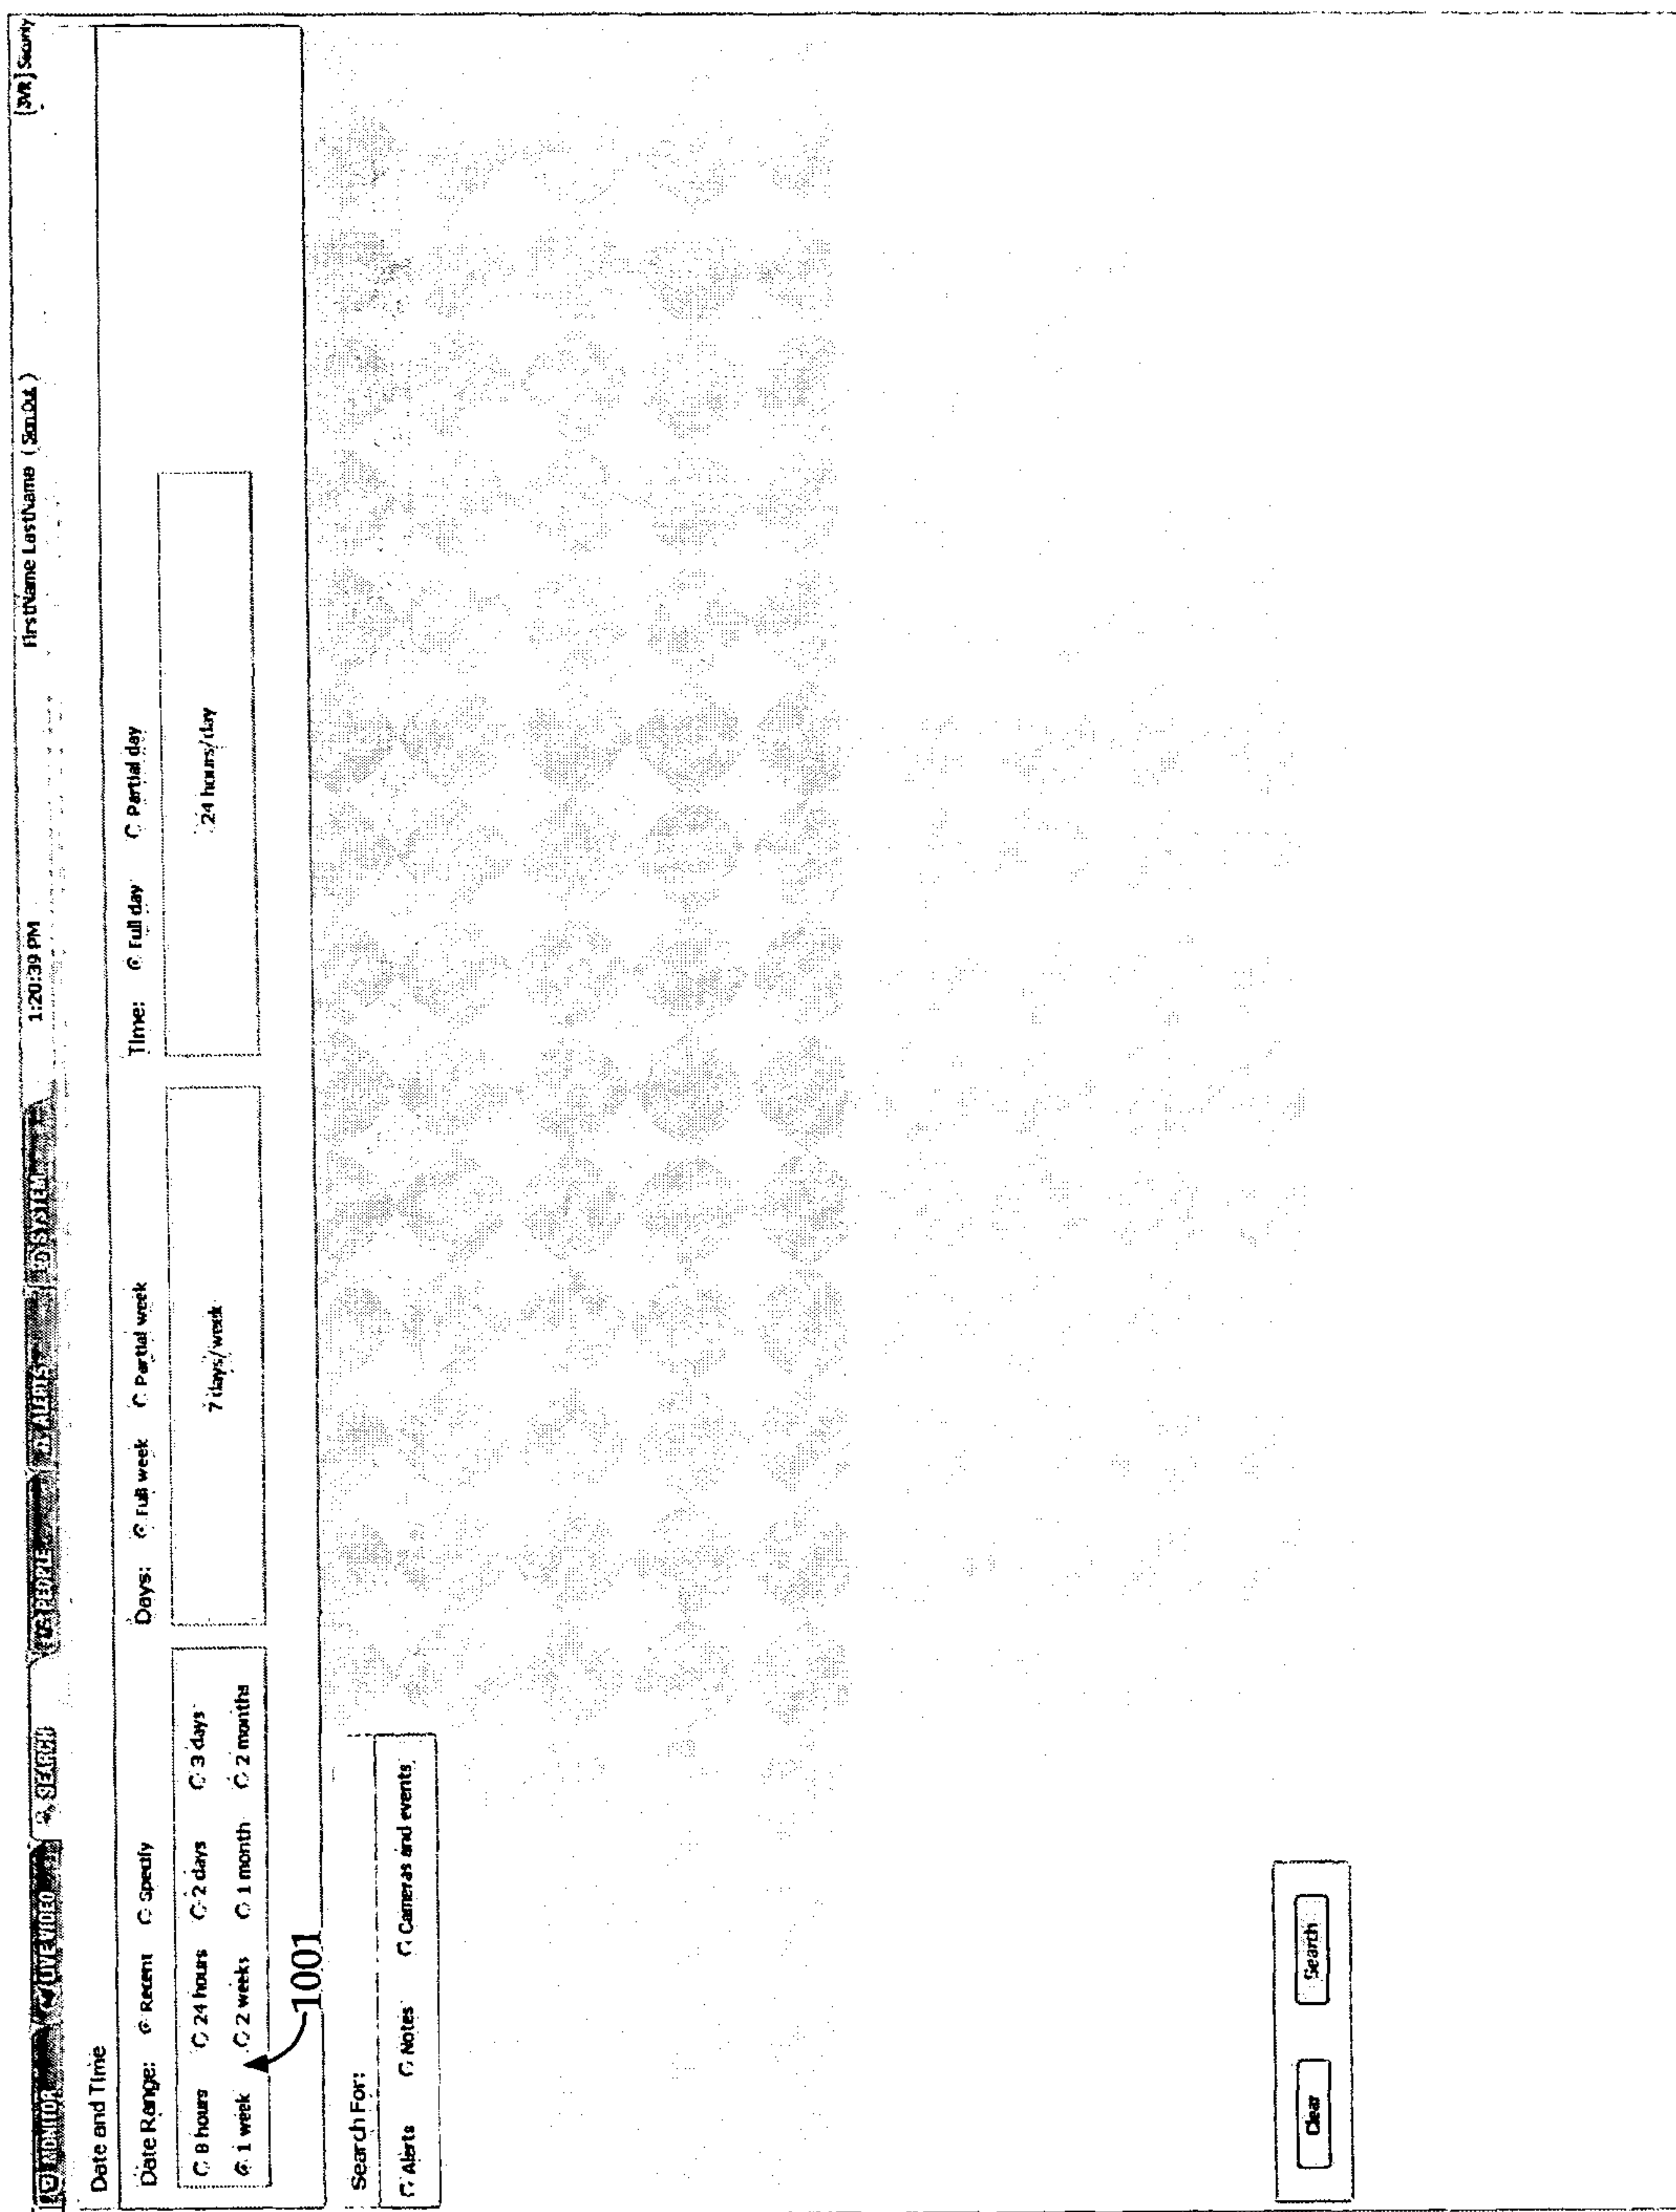 MONITOR LIVE VIDEO SEARCH PEOPLE ALERTS SYSTEM 1:20:39 PM FirstName LastName ( Sign Out ) [3VR] Security
Date and Time
Date Range: Recent Specify Days: Full week Partial week Time: Full day Partial day
8 hours 24 hours 2 days 3 days 7 days/week 24 hours/day
1 week 2 weeks 1 month 2 months
1001
Search For:
Alerts Notes Cameras and events
Clear Search